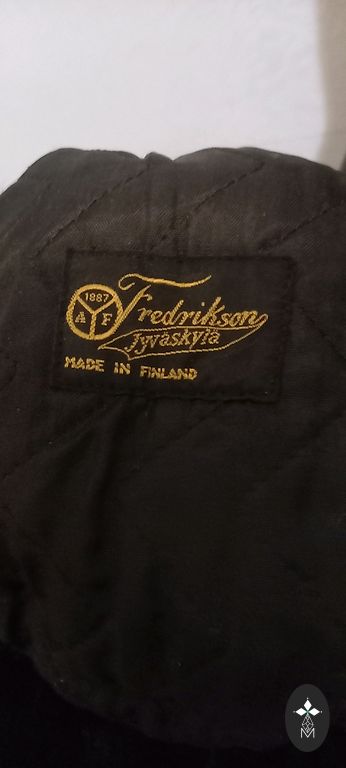 1887
A F
Fredrikson
Jyväskylä
MADE IN FINLAND
M